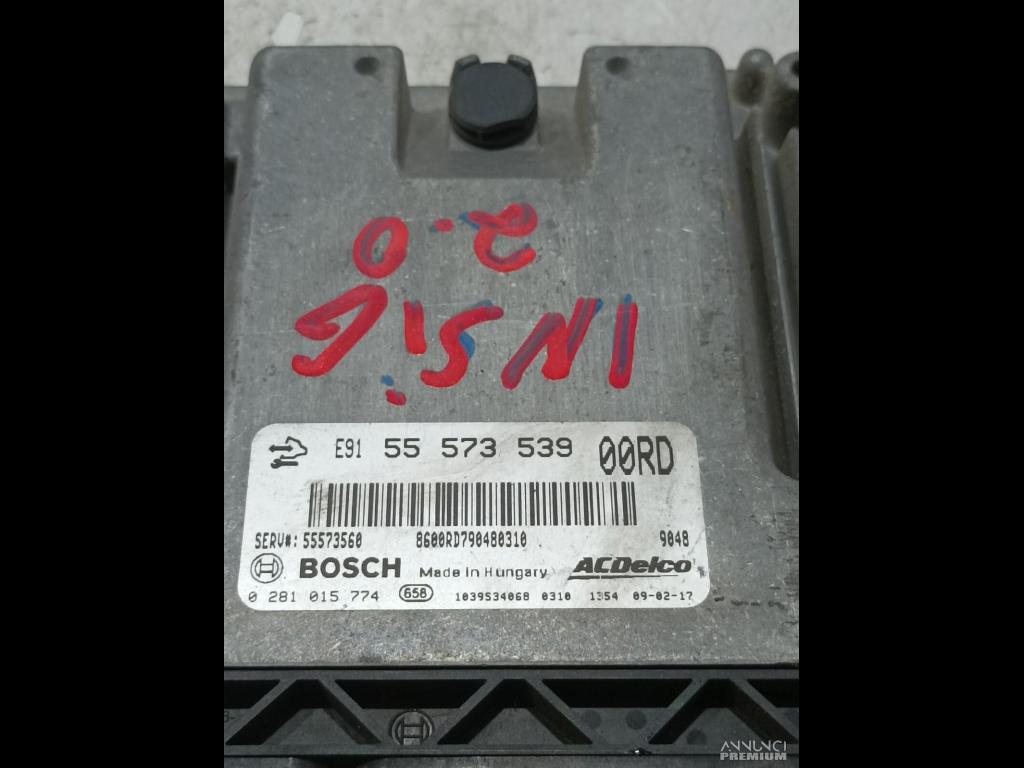 2.0
INSiG
E91 55 573 539 00RD
SERV#: 55573560 8600RD790480310 9048
BOSCH Made in Hungary ACDelco
0 281 015 774 658 1039S34068 0310 1354 09-02-17
ANNUNCI
PREMIUM